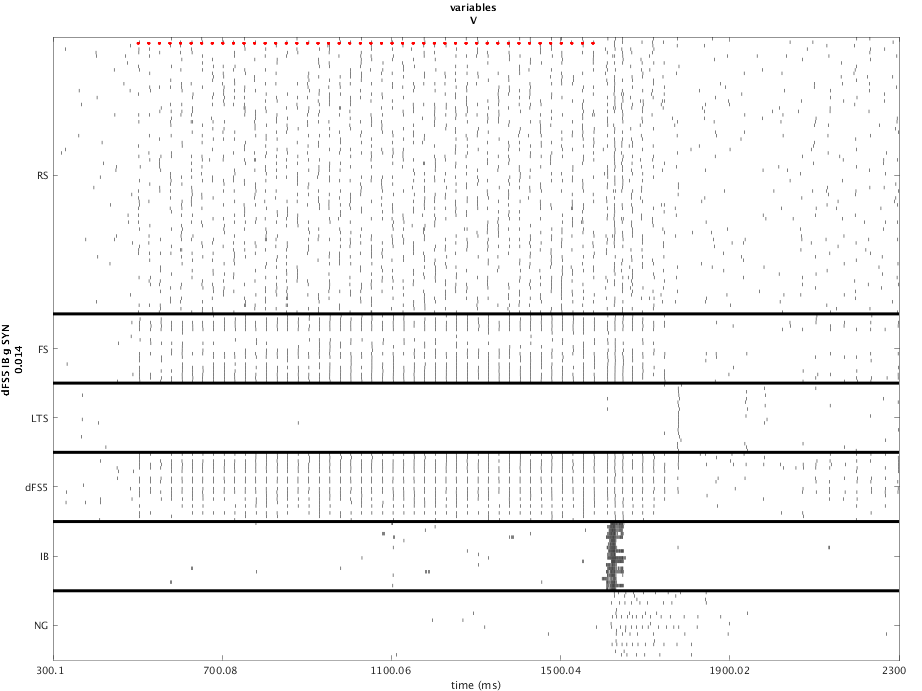 variables
V
RS
FS
LTS
dFS5
IB
NG
dFS5 IB g SYN
0.014
300.1
700.08
1100.06
1500.04
1900.02
2300
time (ms)